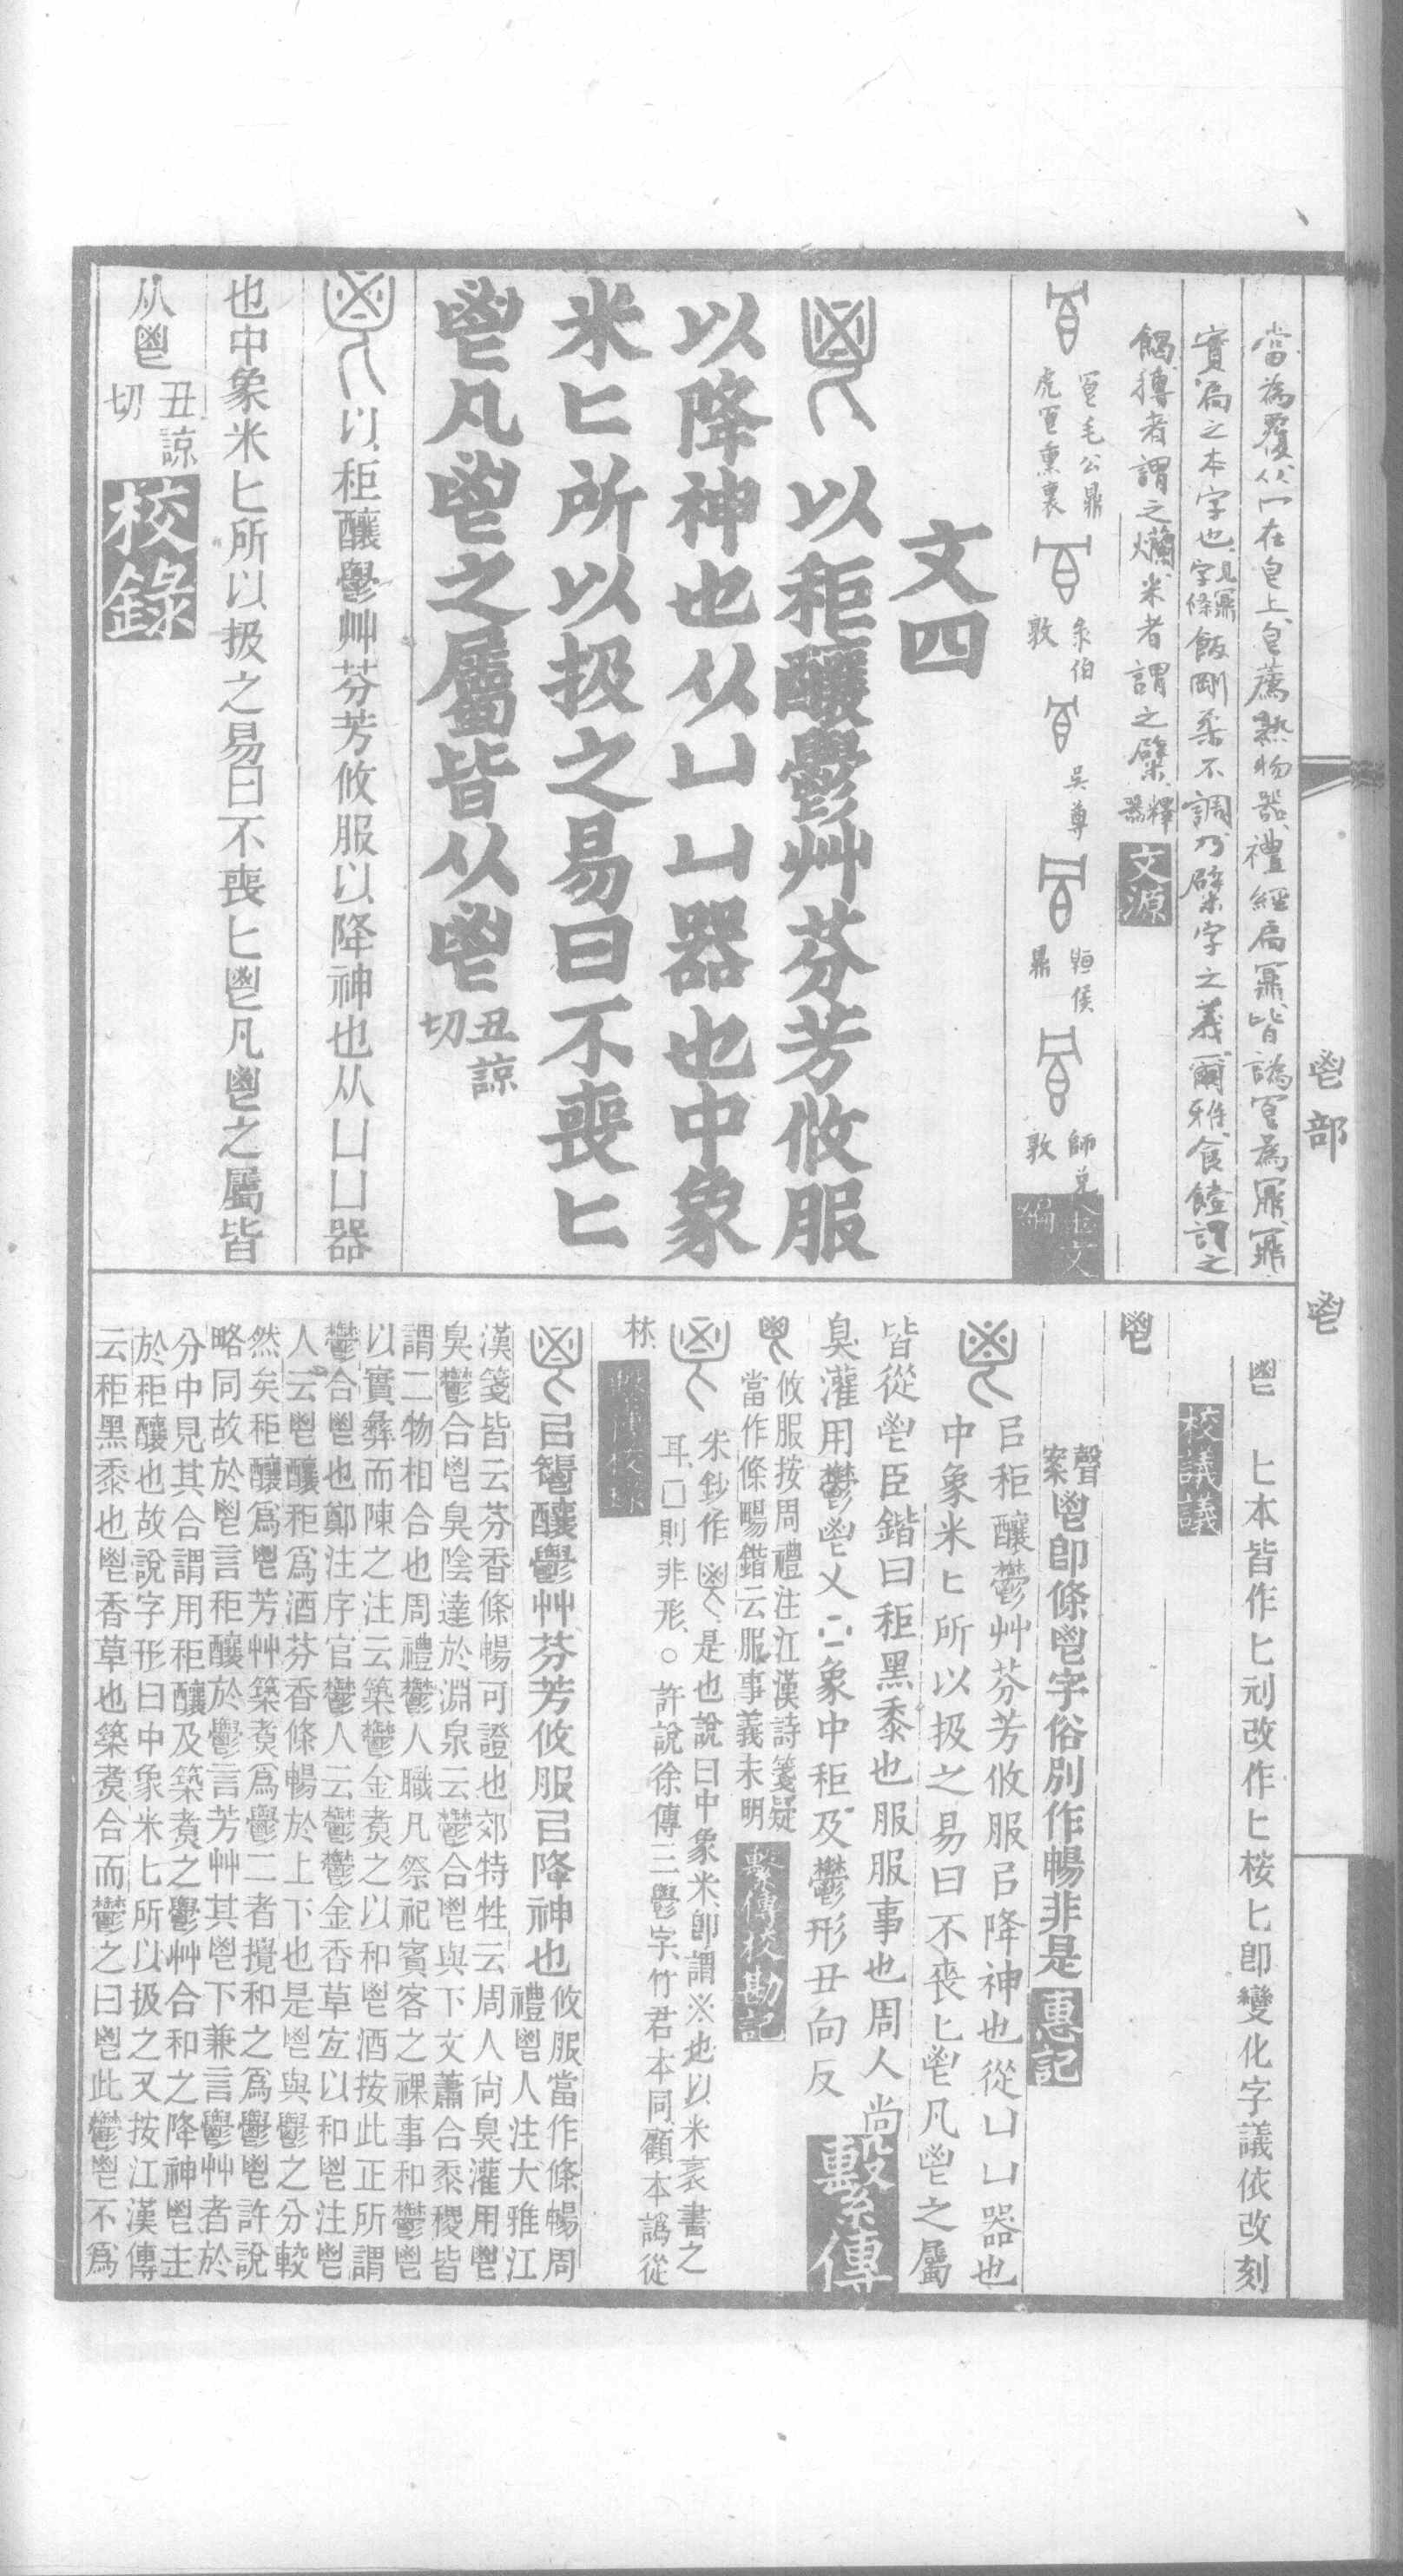 當為覆从冖在皀上皀薦熱物器禮經扃鼏皆譌冟為鼏鼏
實扃之本字也見鼏字條飯剛柔不調乃檗字之義爾雅食饐謂之
餲摶者謂之爤米者謂之檗釋器 文源
冟毛公鼎 虎冟熏裏 彔伯敦 吳尊 師兌敦 金文編
文四
以秬釀鬱艸芬芳攸服
以降神也从凵凵器也中象
米匕所以扱之易曰不喪匕
鬯凡鬯之屬皆从鬯 丑諒切
以秬釀鬱艸芬芳攸服以降神也从凵凵器
也中象米匕所以扱之易曰不喪匕鬯凡鬯之屬皆
从鬯 丑諒切 校錄
鬯部 鬯
鬯 匕本皆作匕刓改作匕桉匕卽變化字議依改刻
校議議
鬯
聲案鬯卽條鬯字俗別作暢非是 惠記
㠯秬釀鬱艸芬芳攸服㠯降神也從凵凵器也
中象米匕所以扱之易曰不喪匕鬯凡鬯之屬
皆從鬯臣鍇曰秬黑黍也服服事也周人尚
臭灌用鬱鬯乂象中秬及鬱形丑向反 繫傳
鬯 攸服按周禮注江漢詩箋疑
當作條暢鍇云服事義未明 繫傳校勘記
朱鈔作是也說曰中象米卽謂※也以米裹書之
耳口則非形○許說徐傳三鬱字竹君本同顧本譌從
林 繫傳校錄
㠯釀鬱艸芬芳攸服㠯降神也 攸服當作條暢周
禮鬯人注大雅江
漢箋皆云芬香條暢可證也郊特牲云周人尙臭灌用鬯
臭鬱合鬯臭陰達於淵泉云鬱合鬯與下文蕭合黍稷皆
謂二物相合也周禮鬱人職凡祭祀賓客之祼事和鬱鬯
以實彝而陳之注云築鬱金煑之以和鬯酒按此正所謂
鬱合鬯也鄭注序官鬱人云鬱鬱金香草宜以和鬯注鬯
人云鬯釀秬爲酒芬香條暢於上下也是鬯與鬱之分較
然矣秬釀爲鬯芳艸築煑爲鬱二者攪和之爲鬱鬯許說
略同故於鬯言秬釀於鬱言芳艸其鬯下兼言鬱艸者於
分中見其合謂用秬釀及築煑之鬱艸合和之降神鬯主
於秬釀也故說字形曰中象米匕所以扱之又按江漢傳
云秬黑黍也鬯香草也築煑合而鬱之曰鬯此鬱鬯不爲